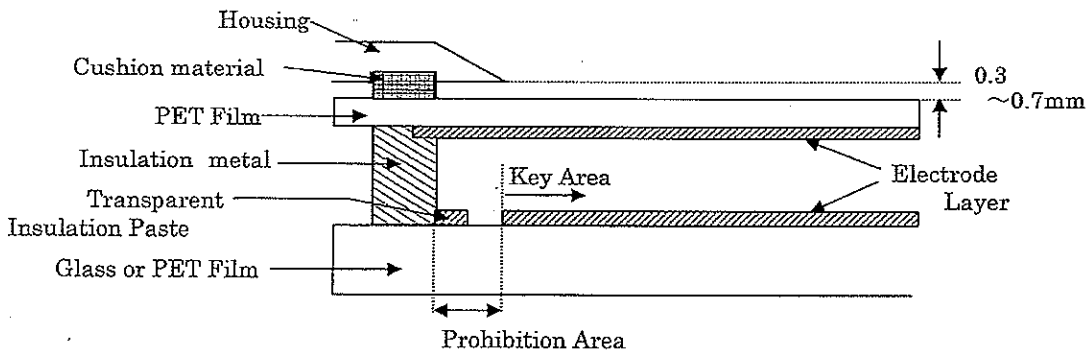 Housing
Cushion material
0.3
～0.7mm
PET Film
Insulation metal
Key Area
Electrode
Layer
Transparent
Insulation Paste
Glass or PET Film
Prohibition Area